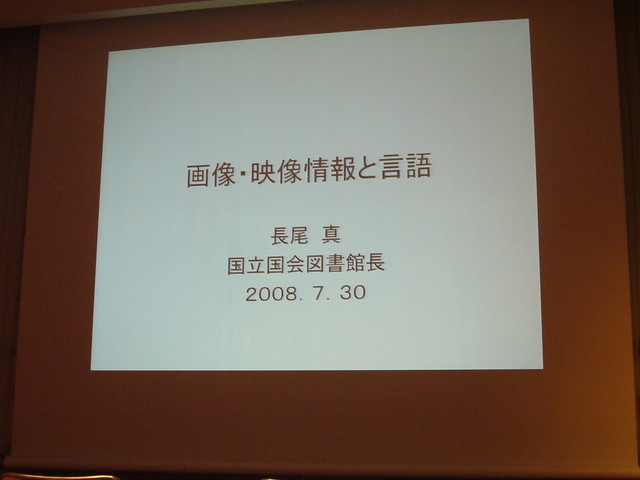 画像・映像情報と言語
長尾　真
国立国会図書館長
2008. 7. 30